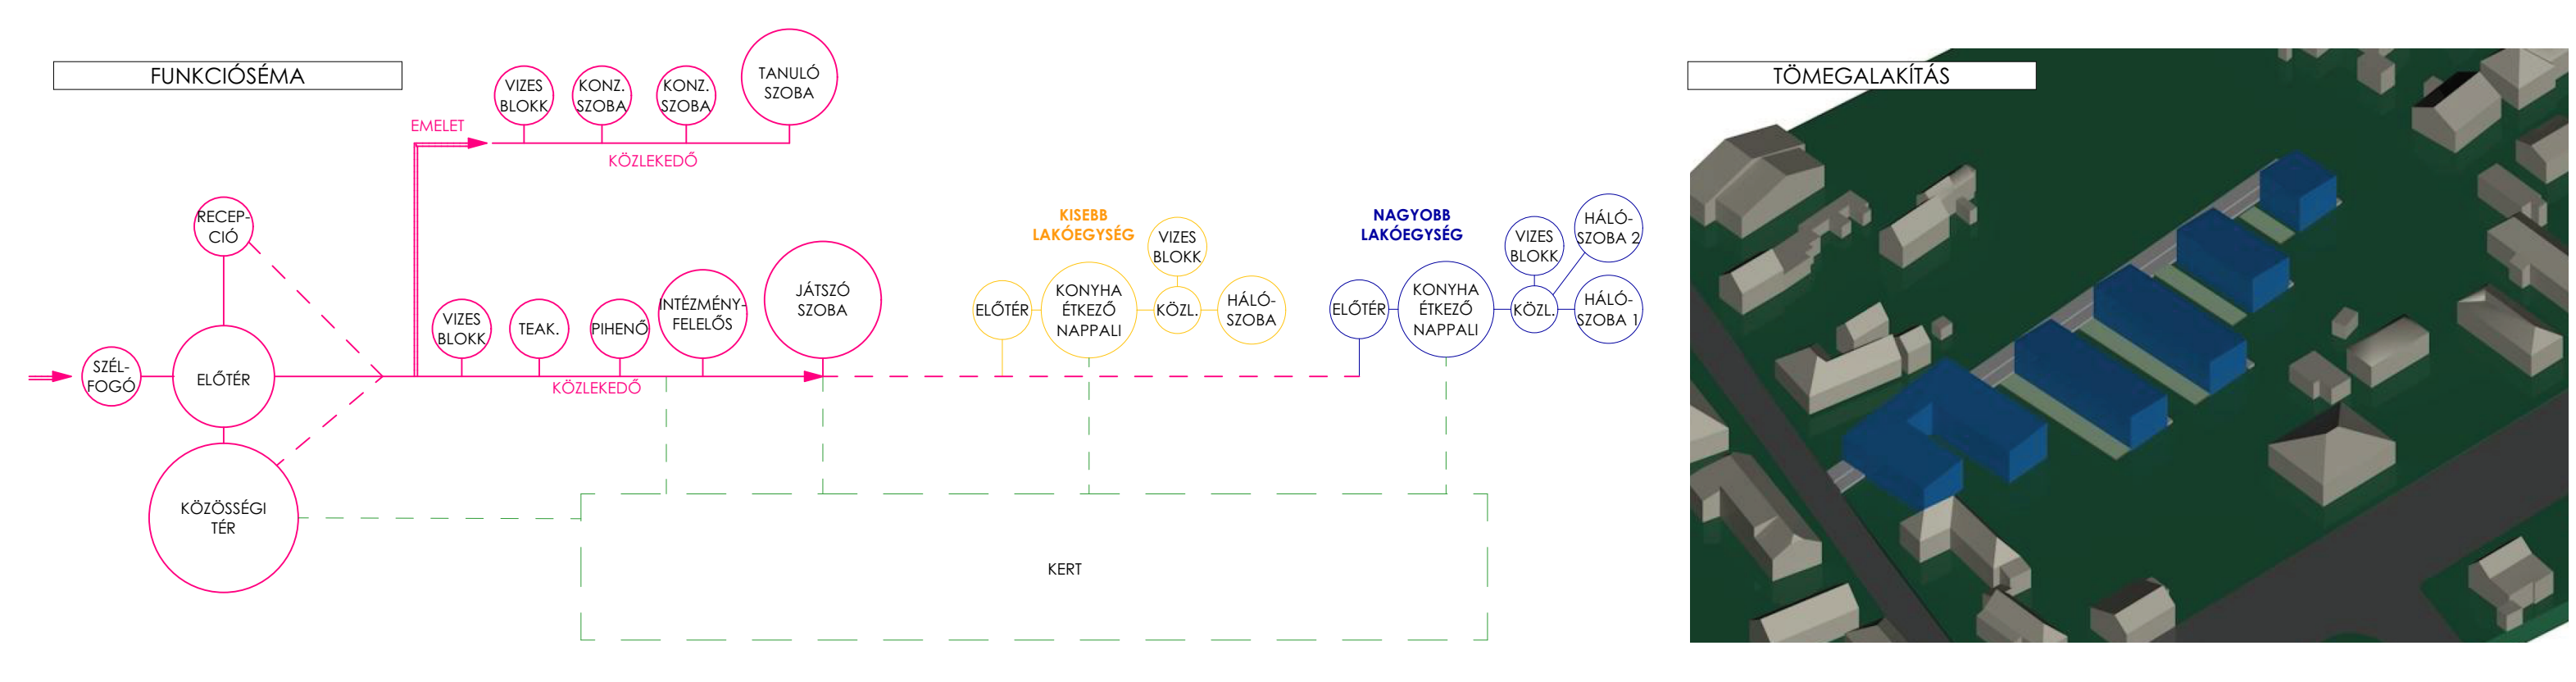 FUNKCIÓSÉMA
VIZES
BLOKK
KONZ.
SZOBA
KONZ.
SZOBA
TANULÓ
SZOBA
EMELET
KÖZLEKEDŐ
RECEP-
CIÓ
SZÉL-
FOGÓ
ELŐTÉR
KÖZÖSSÉGI
TÉR
VIZES
BLOKK
TEAK.
PIHENŐ
INTÉZMÉNY-
FELELŐS
JÁTSZÓ
SZOBA
KÖZLEKEDŐ
KISEBB
LAKÓEGYSÉG
ELŐTÉR
KONYHA
ÉTKEZŐ
NAPPALI
VIZES
BLOKK
KÖZL.
HÁLÓ-
SZOBA
NAGYOBB
LAKÓEGYSÉG
ELŐTÉR
KONYHA
ÉTKEZŐ
NAPPALI
VIZES
BLOKK
KÖZL.
HÁLÓ-
SZOBA 2
HÁLÓ-
SZOBA 1
KERT
TÖMEGALAKÍTÁS